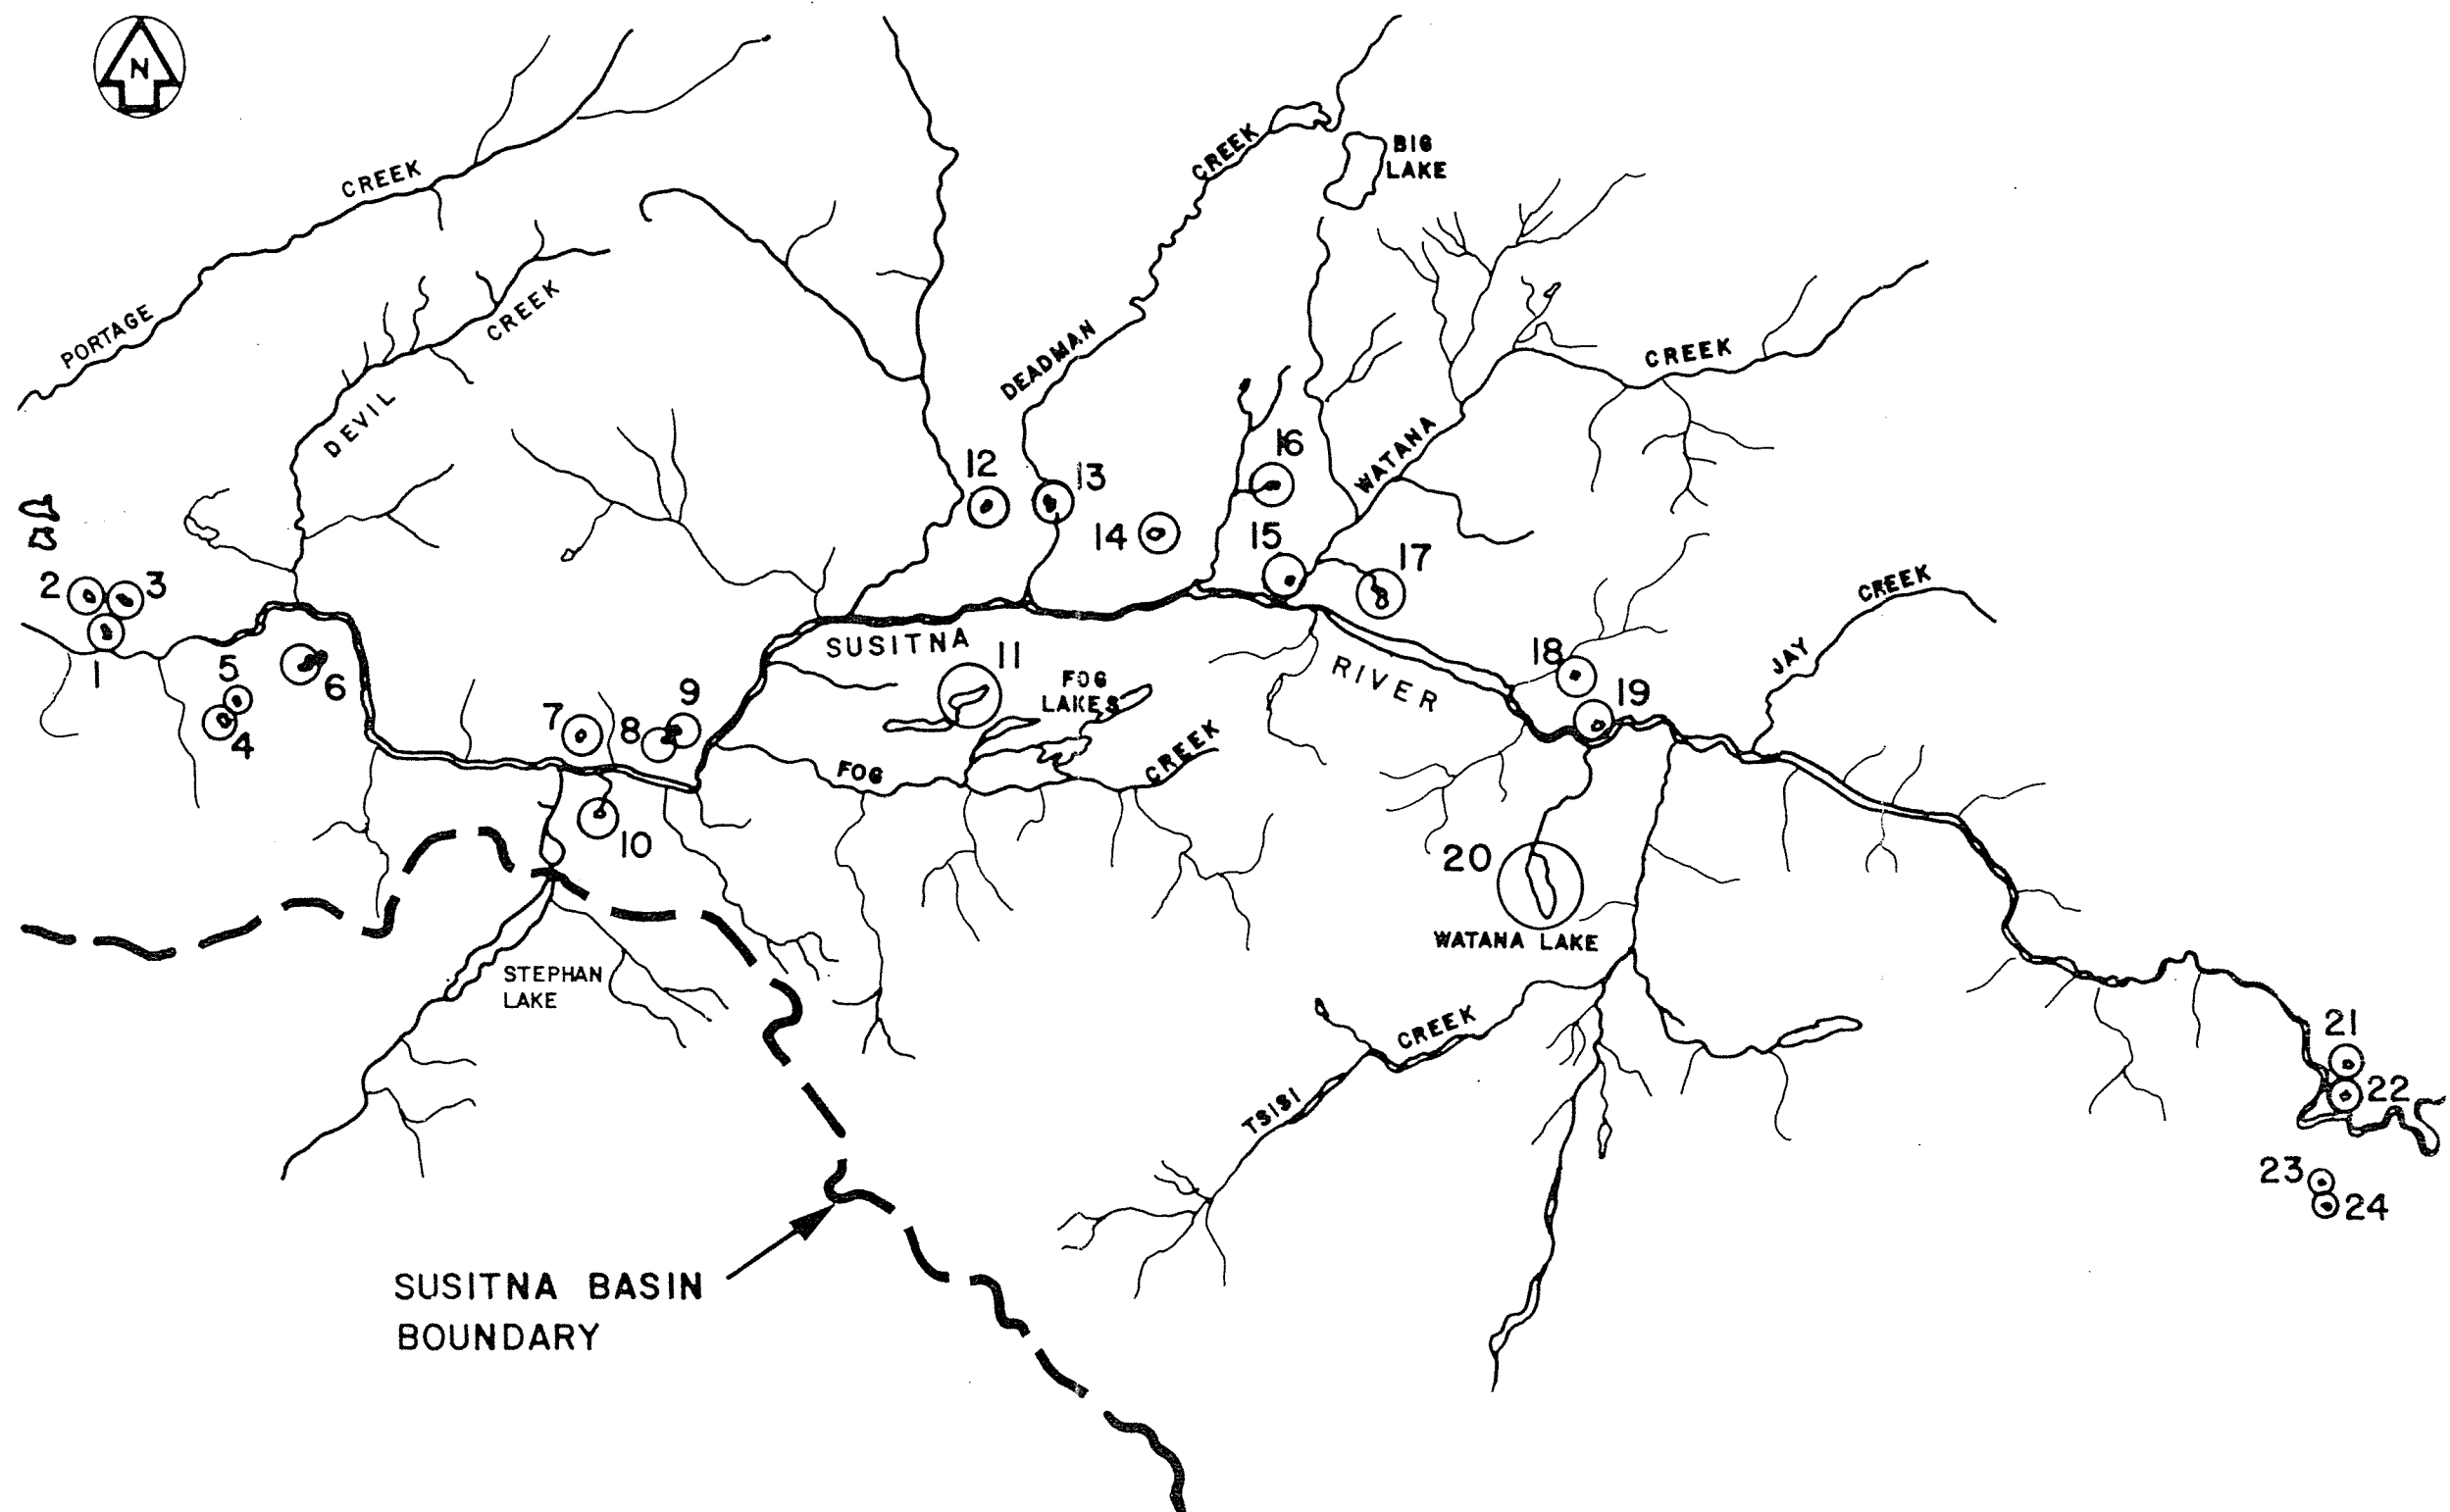 N
CREEK
BIG
LAKE
CREEK
PORTAGE
CREEK
DEVIL
DEADMAN
CREEK
WATANA
16
12
13
14
15
17
2
3
CREEK
1
5
4
6
SUSITNA
11
RIVER
18
19
JAY
FOG
LAKES
7
8
9
FOG
CREEK
10
20
WATANA LAKE
STEPHAN
LAKE
CREEK
TSISI
21
22
23
24
SUSITNA BASIN
BOUNDARY